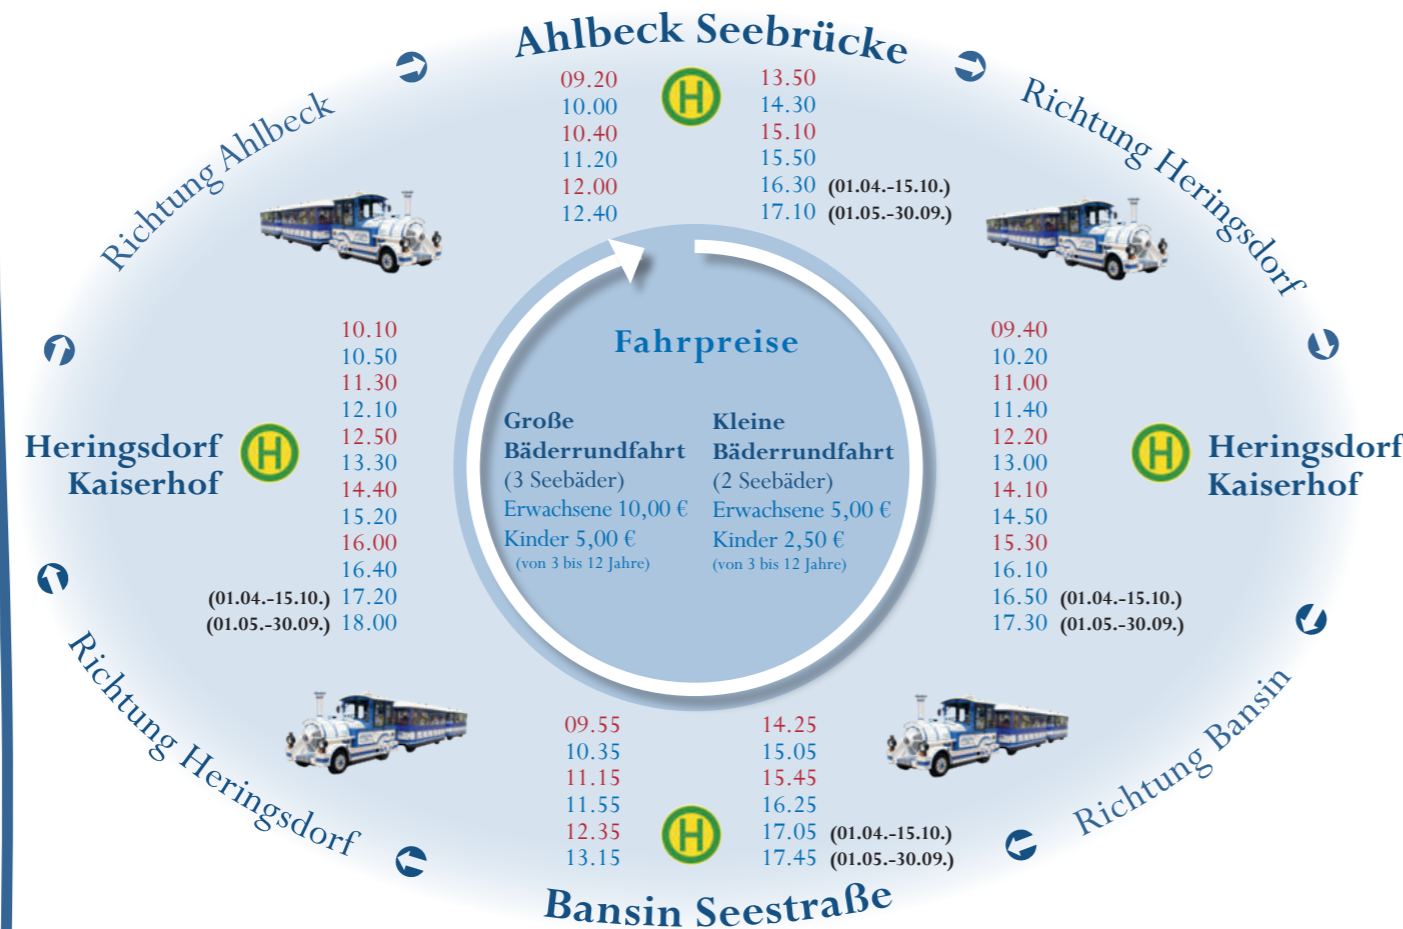 Ahlbeck Seebrücke
09.20
10.00
10.40
11.20
12.00
12.40
H
13.50
14.30
15.10
15.50
16.30 (01.04.-15.10.)
17.10 (01.05.-30.09.)
Richtung Ahlbeck
Richtung Heringsdorf
10.10
10.50
11.30
12.10
12.50
13.30
14.40
15.20
16.00
16.40
(01.04.-15.10.) 17.20
(01.05.-30.09.) 18.00
Heringsdorf
Kaiserhof
H
Fahrpreise
Große
Bäderrundfahrt
(3 Seebäder)
Erwachsene 10,00 €
Kinder 5,00 €
(von 3 bis 12 Jahre)
Kleine
Bäderrundfahrt
(2 Seebäder)
Erwachsene 5,00 €
Kinder 2,50 €
(von 3 bis 12 Jahre)
09.40
10.20
11.00
11.40
12.20
13.00
14.10
14.50
15.30
16.10
16.50 (01.04.-15.10.)
17.30 (01.05.-30.09.)
H
Heringsdorf
Kaiserhof
Richtung Heringsdorf
Richtung Bansin
09.55
10.35
11.15
11.55
12.35
13.15
H
14.25
15.05
15.45
16.25
17.05 (01.04.-15.10.)
17.45 (01.05.-30.09.)
Bansin Seestraße